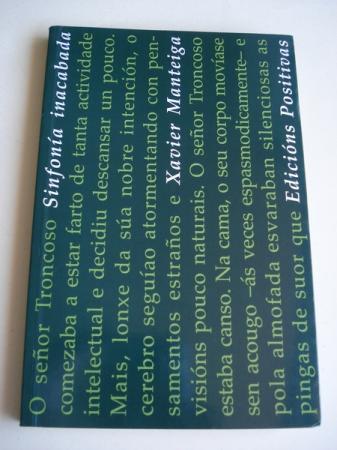 O señor Troncoso Sinfonía inacabada
comezaba a estar farto de tanta actividade
intelectual e decidiu descansar un pouco.
Mais, lonxe da súa nobre intención, o
cerebro seguíao atormentando con pen-
samentos estraños e Xavier Manteiga
visións pouco naturais. O señor Troncoso
estaba canso. Na cama, o seu corpo movíase
sen acougo –ás veces espasmodicamente– e
pola almofada esvaraban silenciosas as
pingas de suor que Edicións Positivas